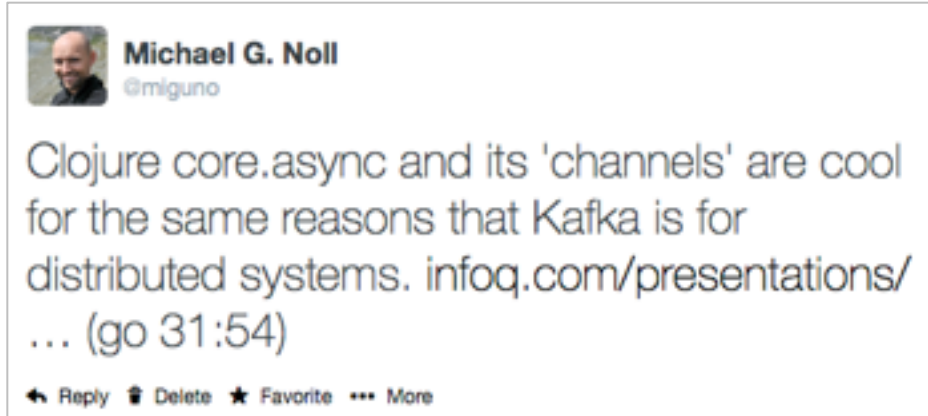 Michael G. Noll
@miguno
Clojure core.async and its 'channels' are cool
for the same reasons that Kafka is for
distributed systems. infoq.com/presentations/
… (go 31:54)
Reply Delete Favorite ••• More